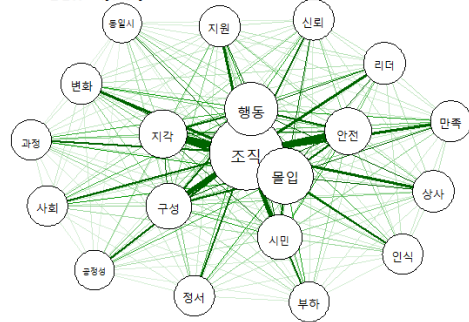 동일시
지원
신뢰
리더
변화
행동
만족
지각
안전
과정
조직
몰입
상사
사회
구성
시민
인식
공정성
정서
부하